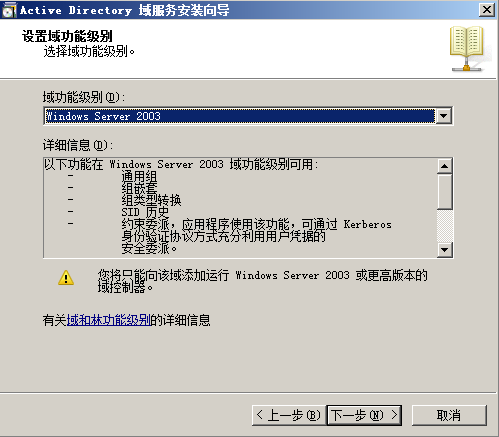 Active Directory 域服务安装向导
设置域功能级别
选择域功能级别。
域功能级别(D):
Windows Server 2003
详细信息(D):
以下功能在 Windows Server 2003 域功能级别可用:
- 通用组
- 组嵌套
- 组类型转换
- SID 历史
- 约束委派，应用程序使用该功能，可通过 Kerberos
身份验证协议方式充分利用用户凭据的
安全委派。
您将只能向该域添加运行 Windows Server 2003 或更高版本的
域控制器。
有关域和林功能级别的详细信息
< 上一步(B) 下一步(N) > 取消